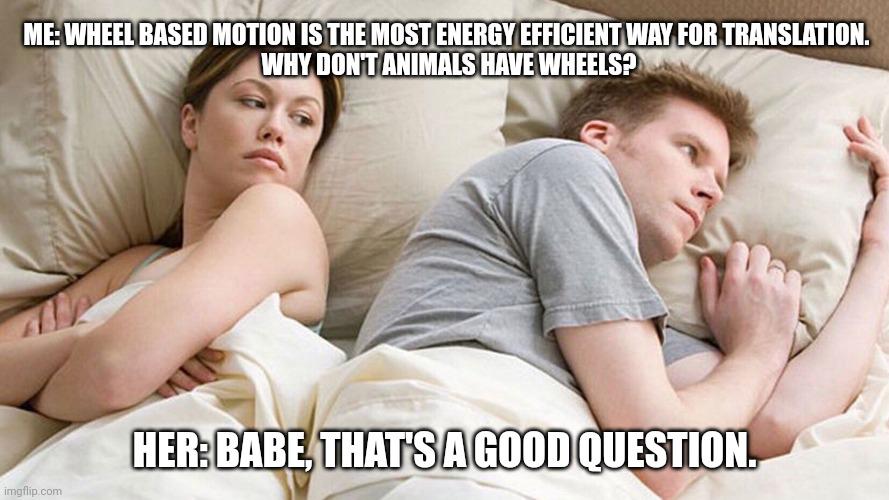 ME: WHEEL BASED MOTION IS THE MOST ENERGY EFFICIENT WAY FOR TRANSLATION.
WHY DON'T ANIMALS HAVE WHEELS?
HER: BABE, THAT'S A GOOD QUESTION.
imgflip.com